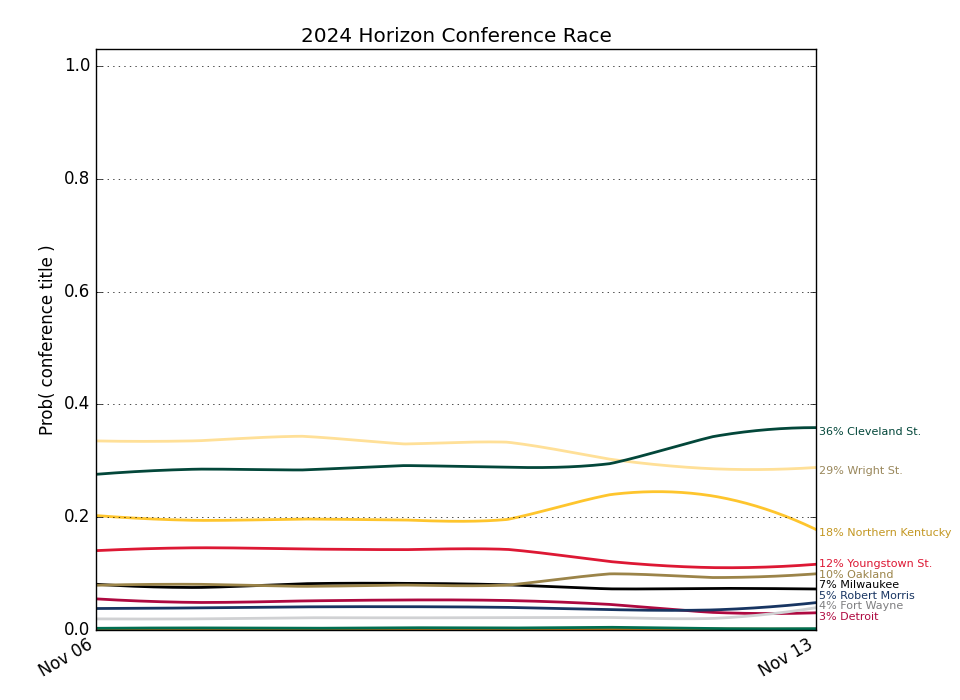 2024 Horizon Conference Race
Prob( conference title )
1.0
0.8
0.6
0.4
0.2
0.0
Nov 06
Nov 13
36% Cleveland St.
29% Wright St.
18% Northern Kentucky
12% Youngstown St.
10% Oakland
7% Milwaukee
5% Robert Morris
4% Fort Wayne
3% Detroit